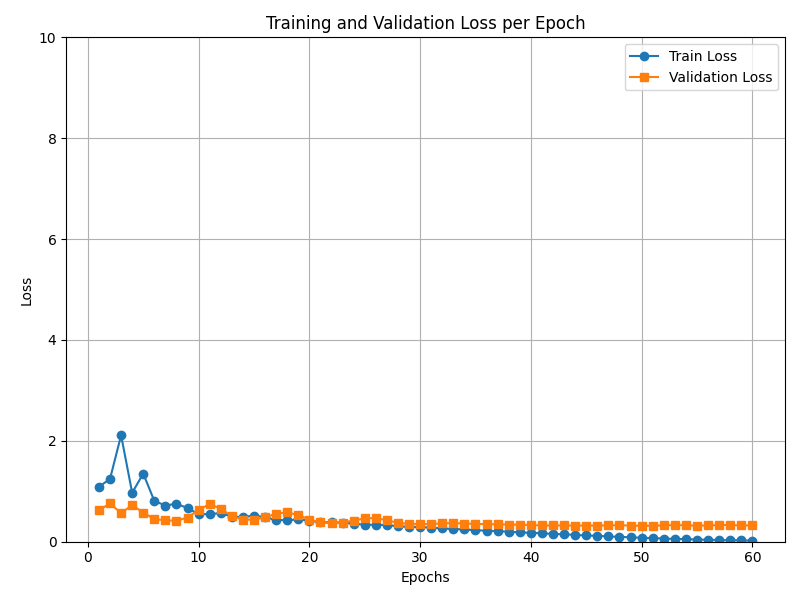 Training and Validation Loss per Epoch
Train Loss
Validation Loss
Loss
10
8
6
4
2
0
0 10 20 30 40 50 60
Epochs